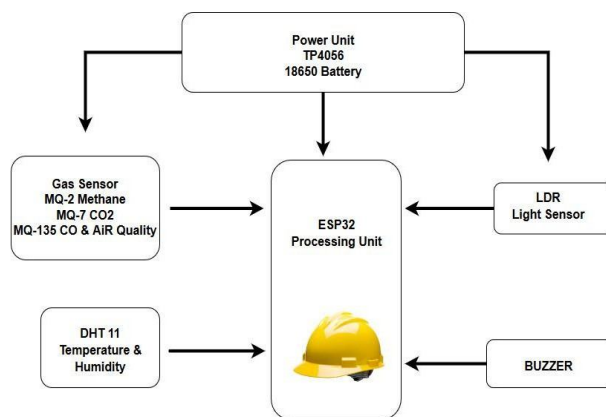 Power Unit
TP4056
18650 Battery
Gas Sensor
MQ-2 Methane
MQ-7 CO2
MQ-135 CO & AiR Quality
ESP32
Processing Unit
LDR
Light Sensor
DHT 11
Temperature &
Humidity
BUZZER